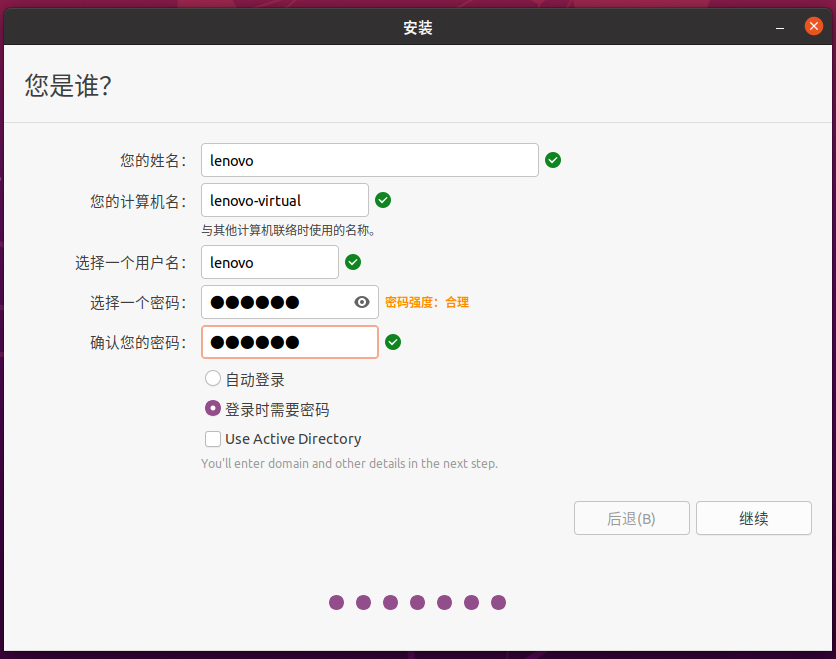 安装
您是谁？
您的姓名： lenovo
您的计算机名： lenovo-virtual
与其他计算机联络时使用的名称。
选择一个用户名： lenovo
选择一个密码： ●●●●●● 密码强度：合理
确认您的密码： ●●●●●●
自动登录
登录时需要密码
Use Active Directory
You'll enter domain and other details in the next step.
后退(B) 继续